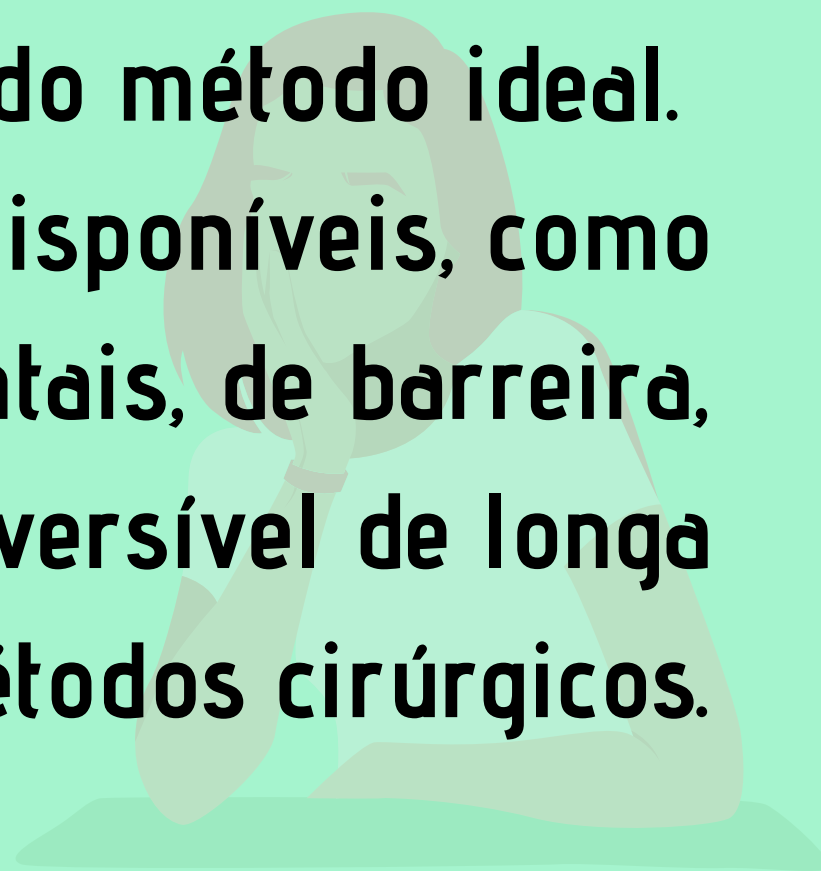 do método ideal.
isponíveis, como
tais, de barreira,
versível de longa
étodos cirúrgicos.